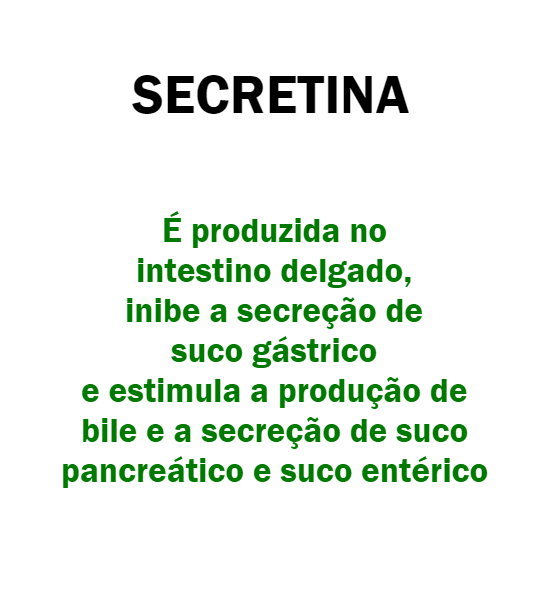 SECRETINA
É produzida no
intestino delgado,
inibe a secreção de
suco gástrico
e estimula a produção de
bile e a secreção de suco
pancreático e suco entérico